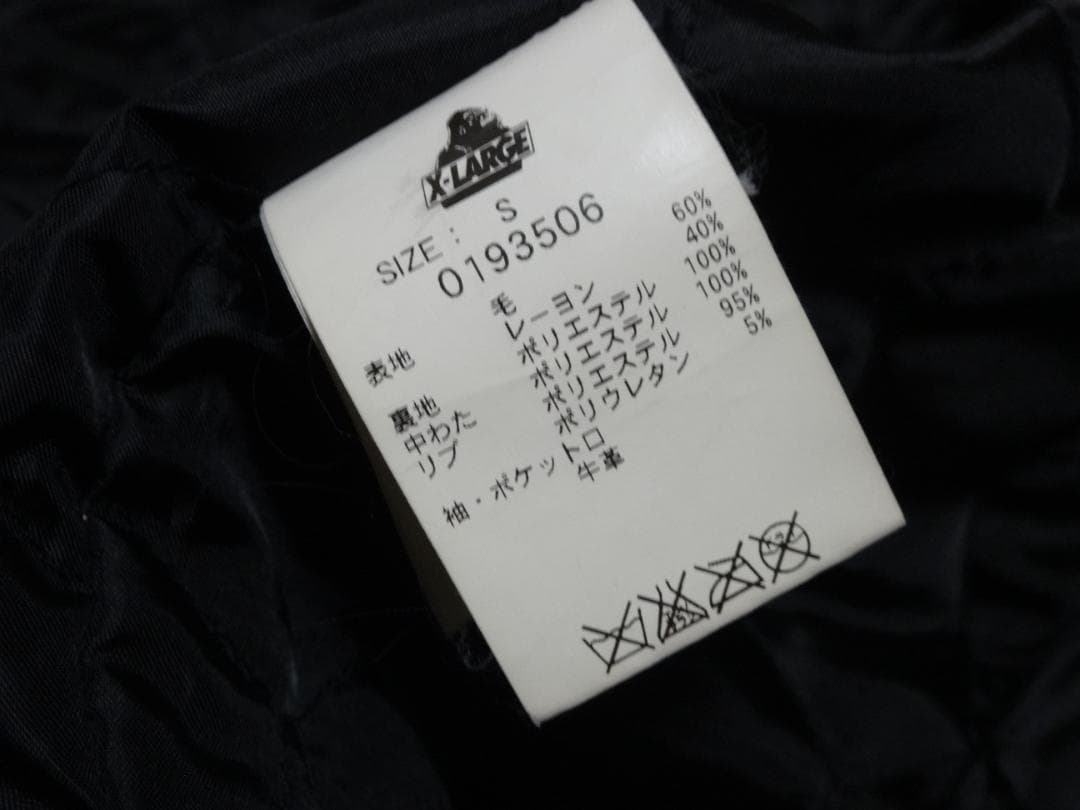 X-LARGE
SIZE: S
0193506
表地 毛 60%
レーヨン 40%
裏地 ポリエステル 100%
中わた ポリエステル 100%
リブ ポリエステル 95%
ポリウレタン 5%
袖・ポケット口
牛革